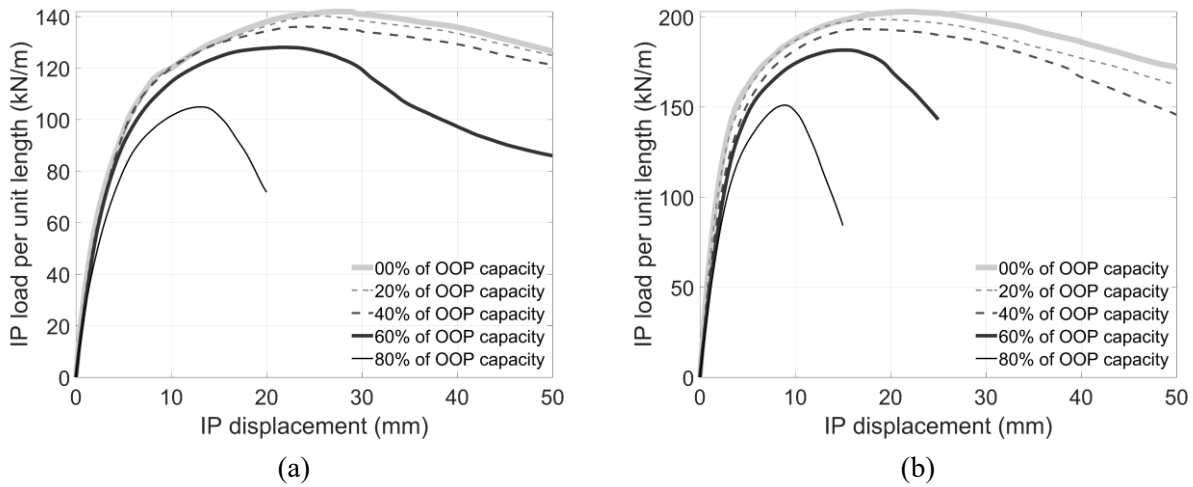 140
120
100
80
60
40
20
0
IP load per unit length (kN/m)
00% of OOP capacity
20% of OOP capacity
40% of OOP capacity
60% of OOP capacity
80% of OOP capacity
0 10 20 30 40 50
IP displacement (mm)
(a)
200
150
100
50
0
IP load per unit length (kN/m)
00% of OOP capacity
20% of OOP capacity
40% of OOP capacity
60% of OOP capacity
80% of OOP capacity
0 10 20 30 40 50
IP displacement (mm)
(b)